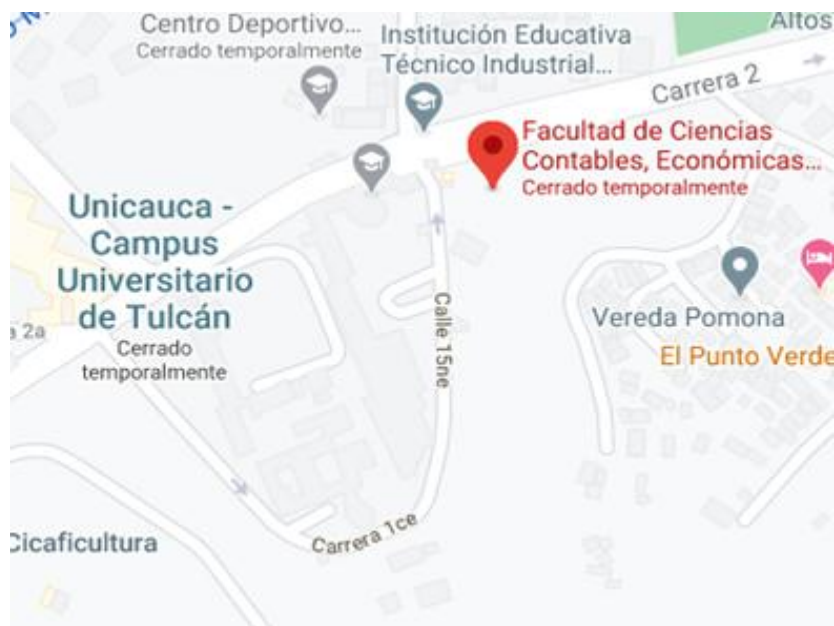 Centro Deportivo...
Cerrado temporalmente
Institución Educativa
Técnico Industrial...
Altos
Carrera 2
Facultad de Ciencias
Contables, Económicas...
Cerrado temporalmente
Unicauca -
Campus
Universitario
de Tulcán
Cerrado
temporalmente
2a
Calle 15ne
Vereda Pomona
El Punto Verde
Carrera 1ce
Cicaficultura